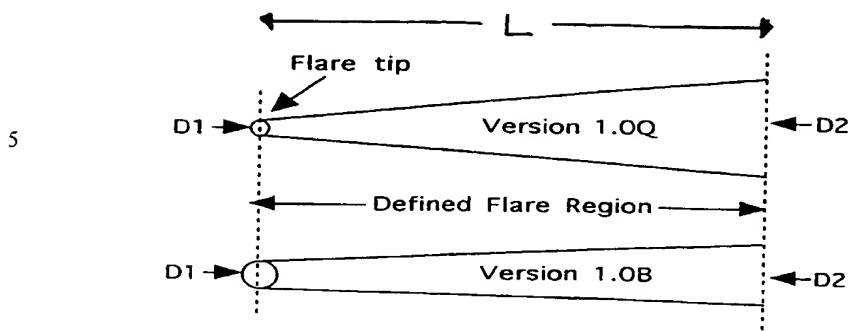 L
Flare tip
D1
Version 1.0Q
D2
5
Defined Flare Region
D1
Version 1.0B
D2